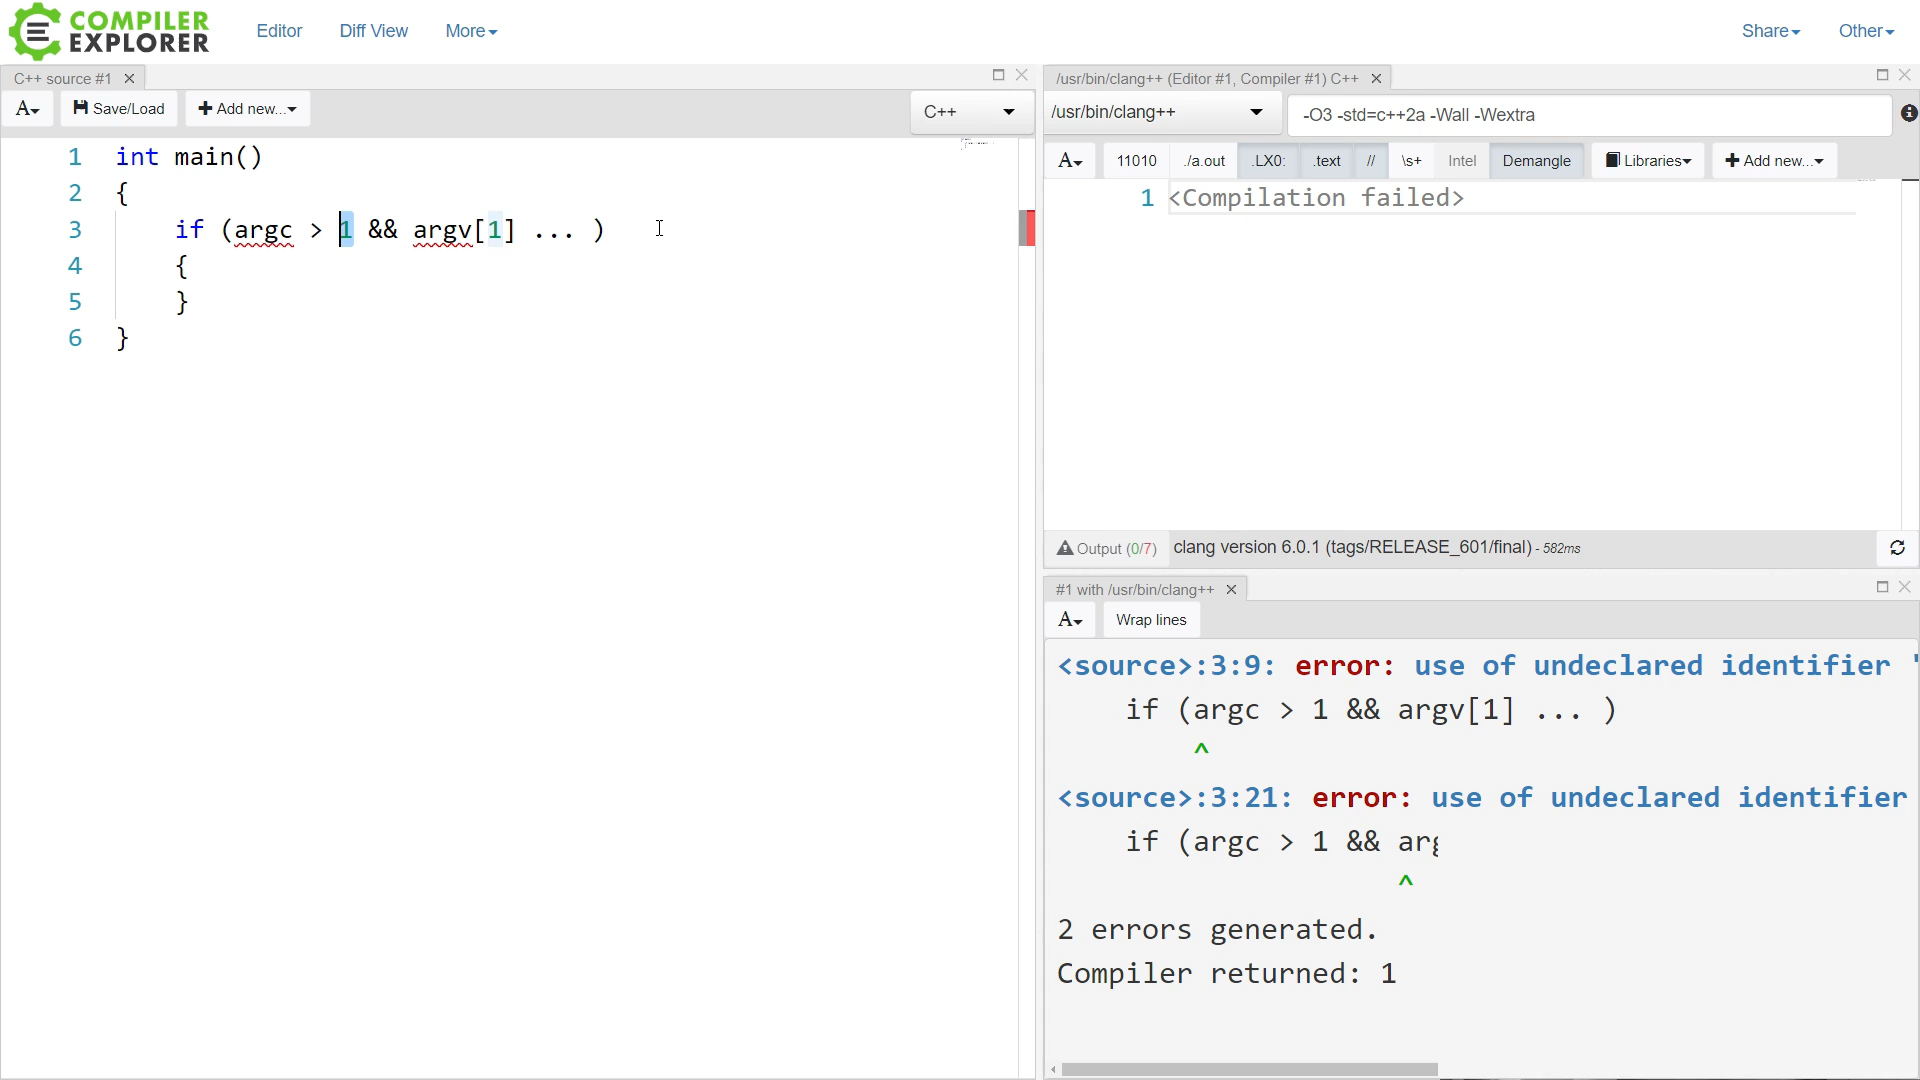 COMPILER
EXPLORER
Editor
Diff View
More
Share
Other
C++ source #1
A
Save/Load
Add new...
C++
1 int main()
2 {
3 if (argc > 1 && argv[1] ... )
4 {
5 }
6 }
/usr/bin/clang++ (Editor #1, Compiler #1) C++
/usr/bin/clang++
-O3 -std=c++2a -Wall -Wextra
A
11010
./a.out
.LX0:
.text
//
\s+
Intel
Demangle
Libraries
Add new...
1 <Compilation failed>
Output (0/7)
clang version 6.0.1 (tags/RELEASE_601/final) - 582ms
#1 with /usr/bin/clang++
A
Wrap lines
<source>:3:9: error: use of undeclared identifier '
if (argc > 1 && argv[1] ... )
^
<source>:3:21: error: use of undeclared identifier
if (argc > 1 && arg
^
2 errors generated.
Compiler returned: 1